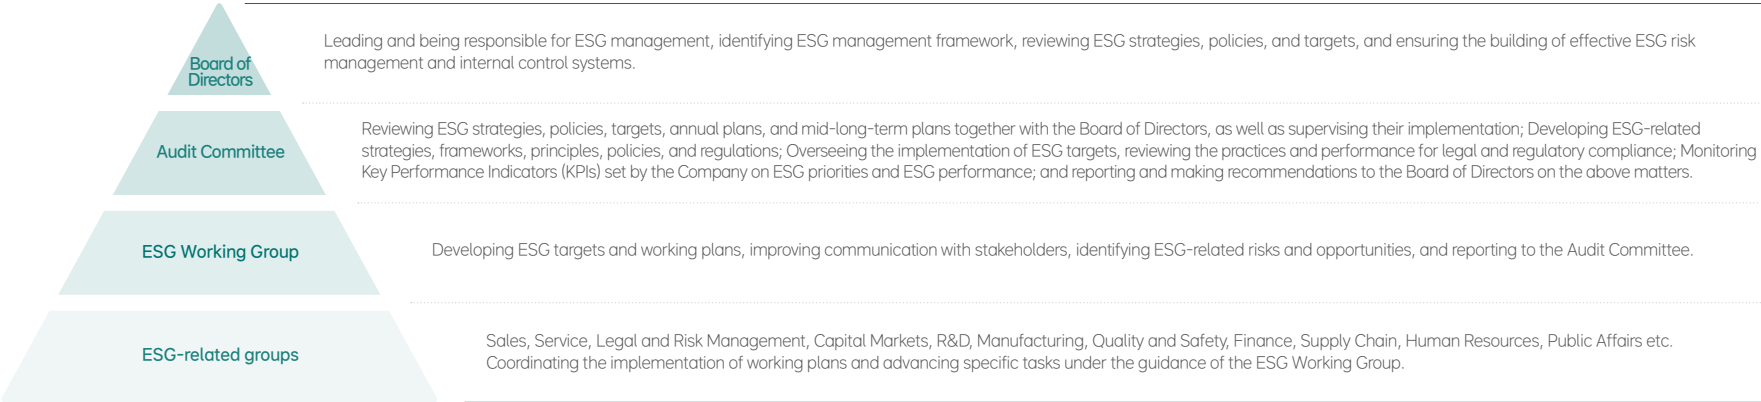 Board of
Directors
Leading and being responsible for ESG management, identifying ESG management framework, reviewing ESG strategies, policies, and targets, and ensuring the building of effective ESG risk
management and internal control systems.
Audit Committee
Reviewing ESG strategies, policies, targets, annual plans, and mid-long-term plans together with the Board of Directors, as well as supervising their implementation; Developing ESG-related
strategies, frameworks, principles, policies, and regulations; Overseeing the implementation of ESG targets, reviewing the practices and performance for legal and regulatory compliance; Monitoring
Key Performance Indicators (KPIs) set by the Company on ESG priorities and ESG performance; and reporting and making recommendations to the Board of Directors on the above matters.
ESG Working Group
Developing ESG targets and working plans, improving communication with stakeholders, identifying ESG-related risks and opportunities, and reporting to the Audit Committee.
ESG-related groups
Sales, Service, Legal and Risk Management, Capital Markets, R&D, Manufacturing, Quality and Safety, Finance, Supply Chain, Human Resources, Public Affairs etc.
Coordinating the implementation of working plans and advancing specific tasks under the guidance of the ESG Working Group.